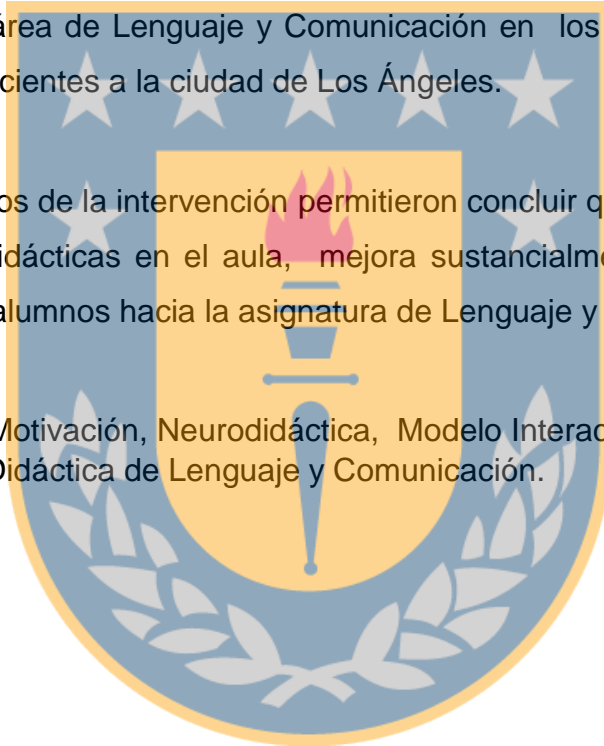 área de Lenguaje y Comunicación en los
cientes a la ciudad de Los Ángeles.
os de la intervención permitieron concluir q
idácticas en el aula, mejora sustancialm
alumnos hacia la asignatura de Lenguaje y
Motivación, Neurodidáctica, Modelo Interac
Didáctica de Lenguaje y Comunicación.